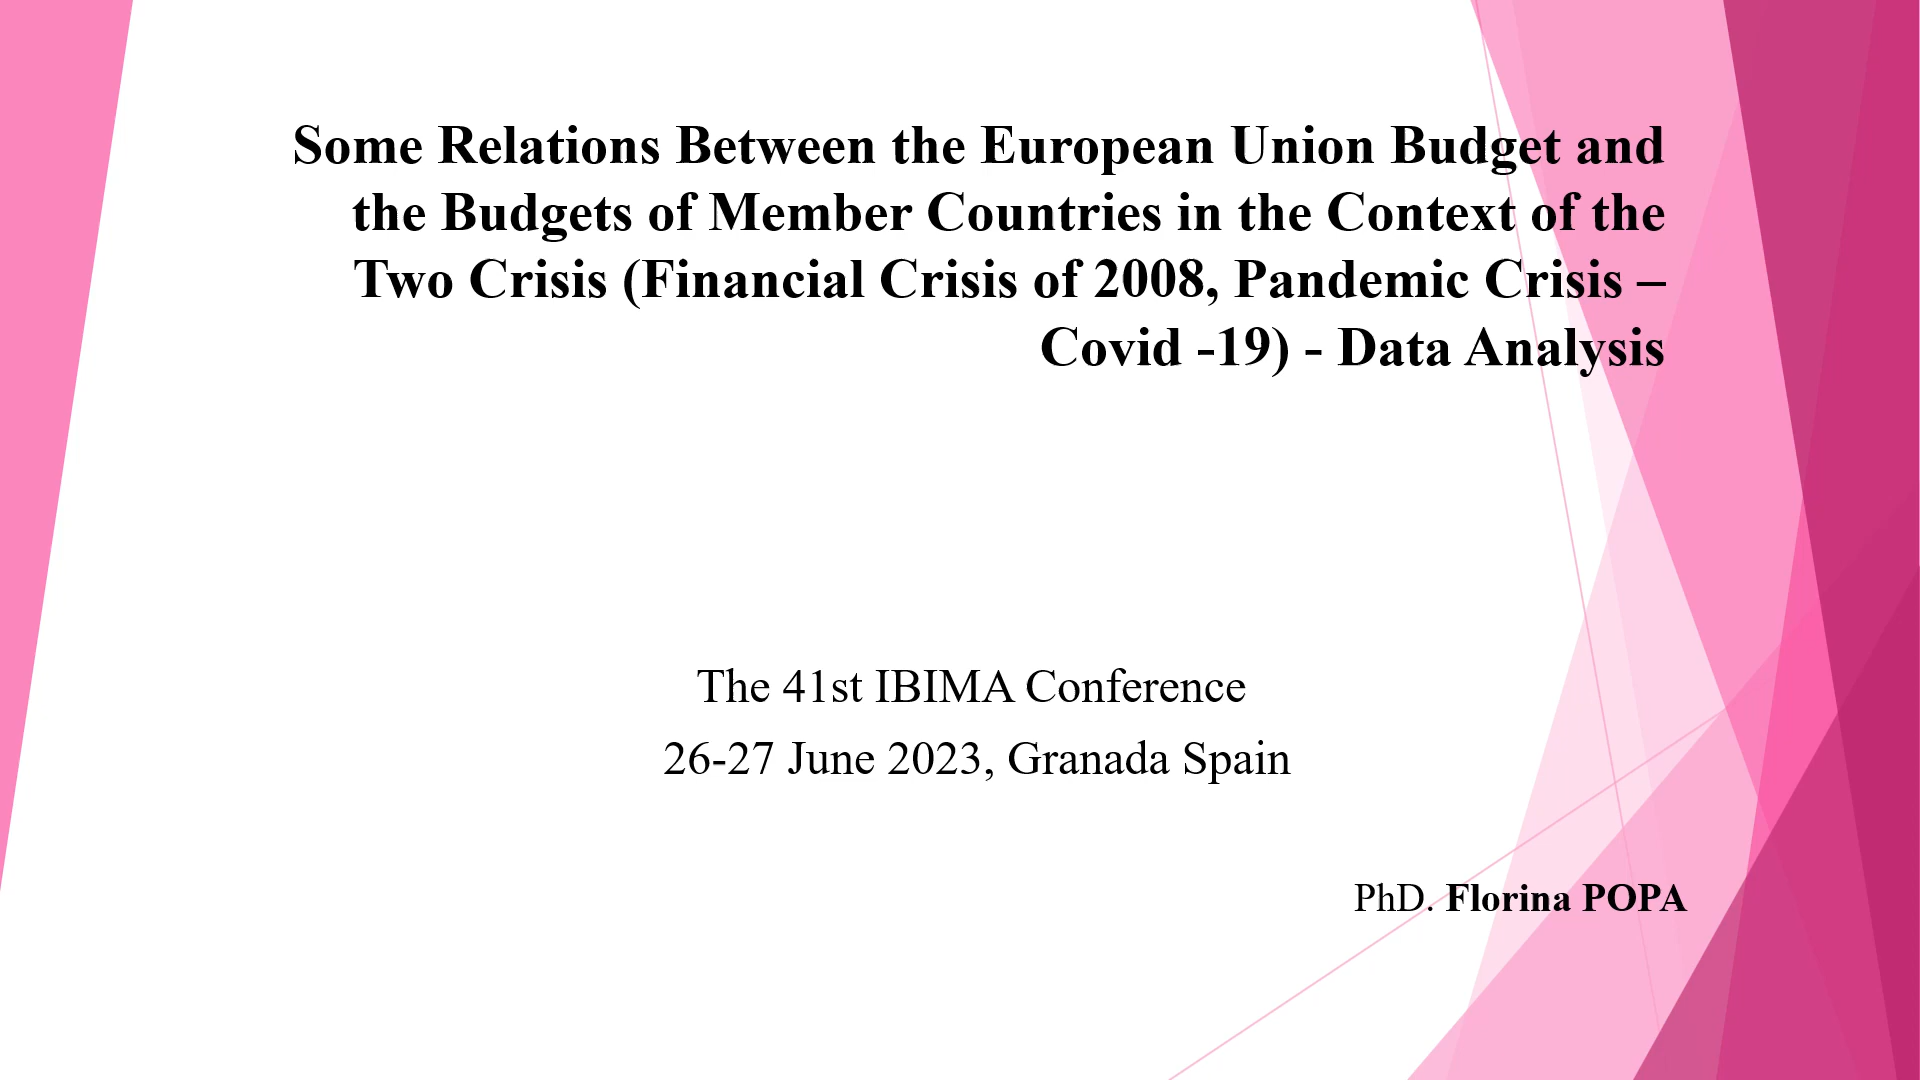 Some Relations Between the European Union Budget and
the Budgets of Member Countries in the Context of the
Two Crisis (Financial Crisis of 2008, Pandemic Crisis –
Covid -19) - Data Analysis
The 41st IBIMA Conference
26-27 June 2023, Granada Spain
PhD. Florina POPA